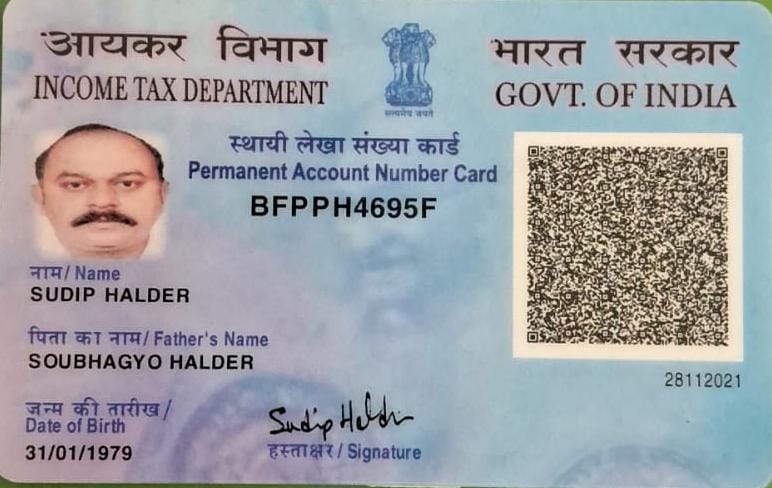 आयकर विभाग
INCOME TAX DEPARTMENT
सत्यमेव जयते
भारत सरकार
GOVT. OF INDIA
स्थायी लेखा संख्या कार्ड
Permanent Account Number Card
BFPPH4695F
नाम / Name
SUDIP HALDER
पिता का नाम / Father's Name
SOUBHAGYO HALDER
जन्म की तारीख /
Date of Birth
31/01/1979
Sudip Halder
हस्ताक्षर / Signature
28112021